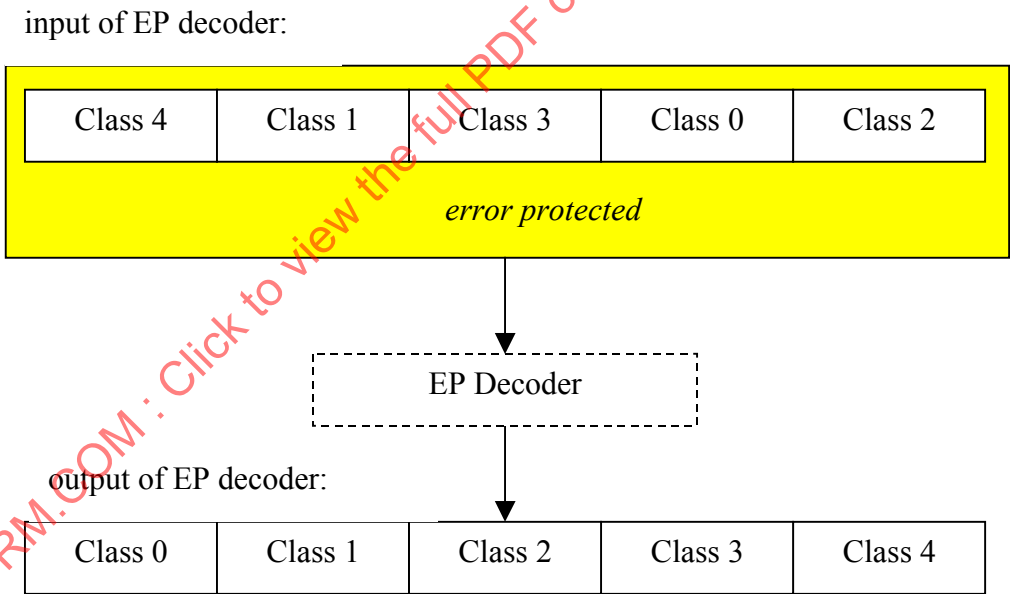 input of EP decoder:
Class 4 Class 1 Class 3 Class 0 Class 2
error protected
EP Decoder
output of EP decoder:
Class 0 Class 1 Class 2 Class 3 Class 4
RM.COM : Click to view the full PDF